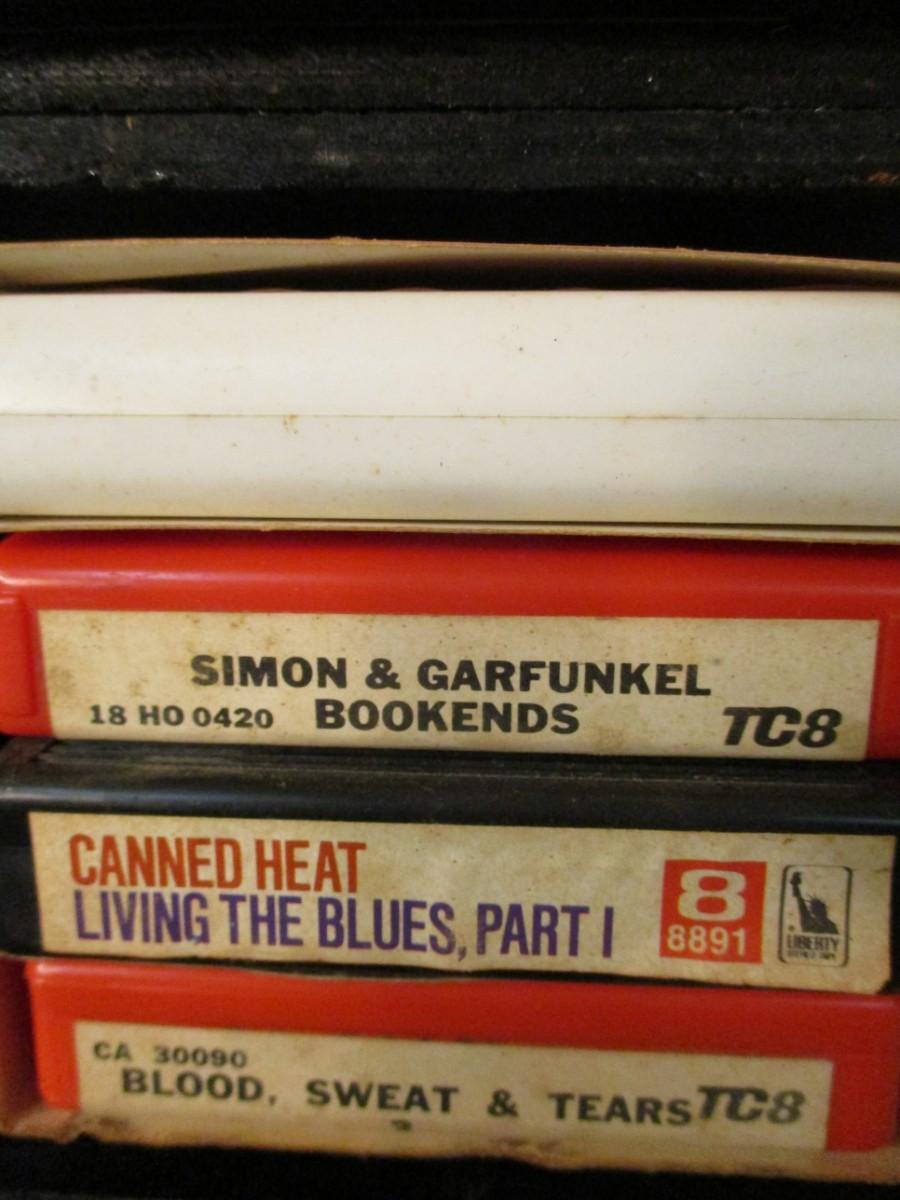 SIMON & GARFUNKEL
18 HO 0420 BOOKENDS TC8
CANNED HEAT
LIVING THE BLUES, PART I
8
8891
LIBERTY
CA 30090
BLOOD, SWEAT & TEARS TC8
3